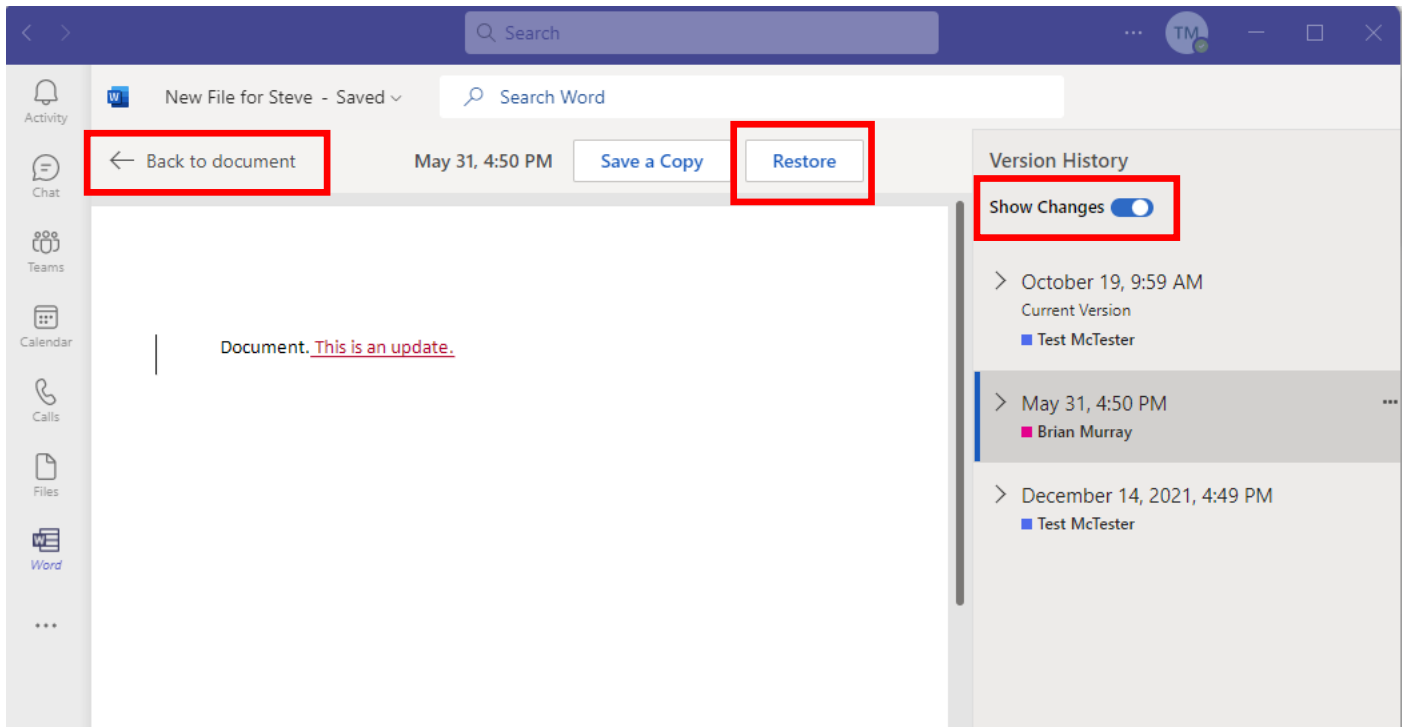 Search
TM
Activity
Chat
Teams
Calendar
Calls
Files
Word
W
New File for Steve - Saved
Search Word
Back to document
May 31, 4:50 PM
Save a Copy
Restore
Document. This is an update.
Version History
Show Changes
October 19, 9:59 AM
Current Version
Test McTester
May 31, 4:50 PM
Brian Murray
December 14, 2021, 4:49 PM
Test McTester